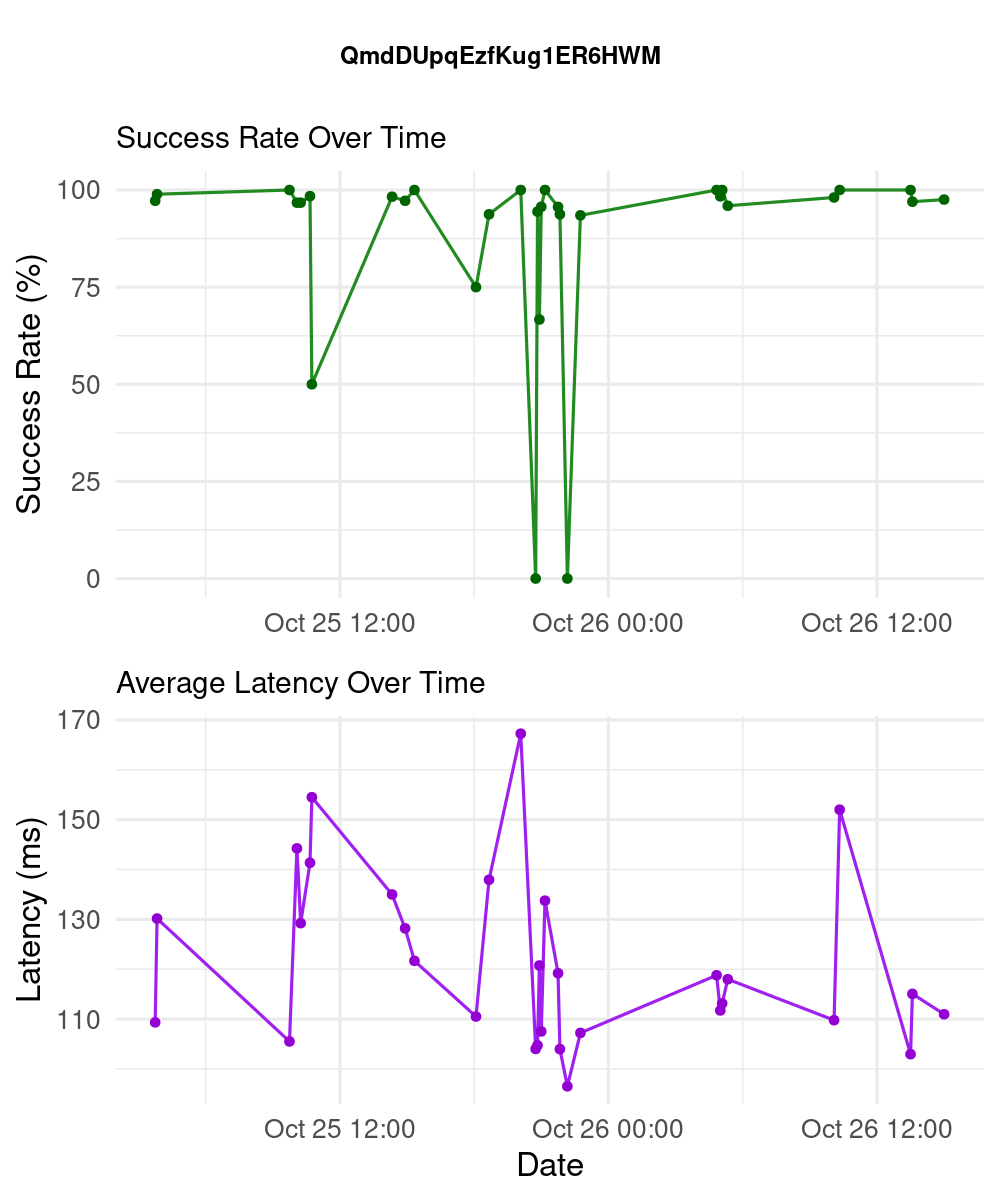 QmdDUpqEzfKug1ER6HWM
Success Rate Over Time
Success Rate (%)
100
75
50
25
0
Oct 25 12:00 Oct 26 00:00 Oct 26 12:00
Average Latency Over Time
Latency (ms)
170
150
130
110
Oct 25 12:00 Oct 26 00:00 Oct 26 12:00
Date